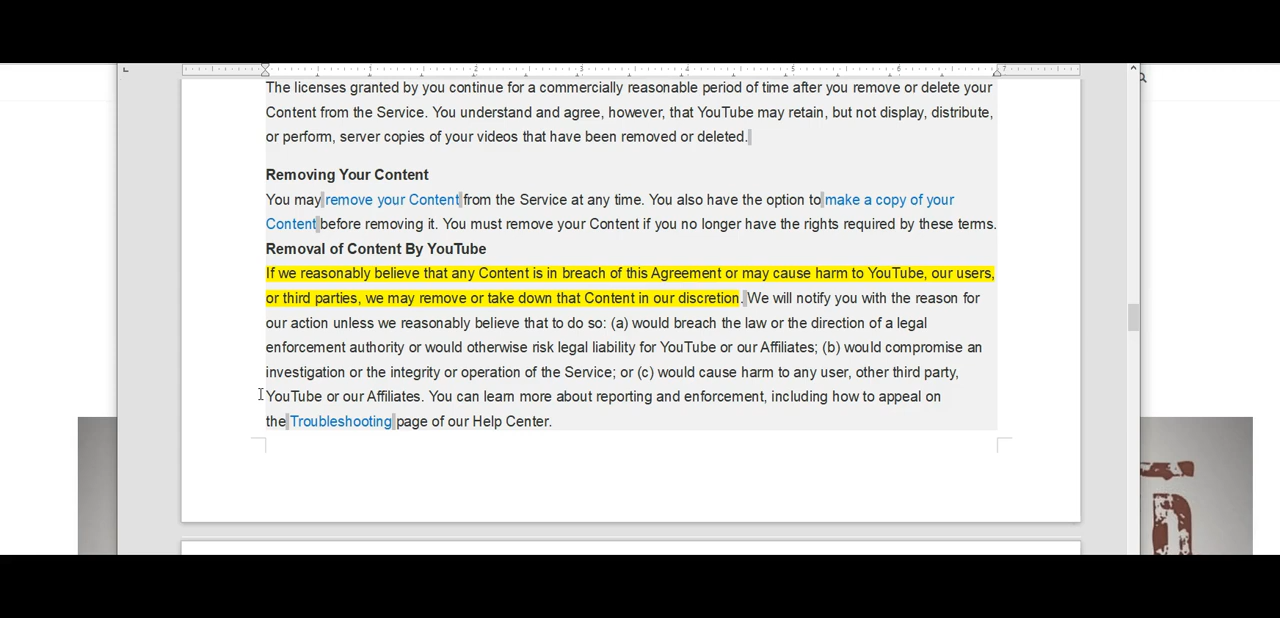 1 2 3 4 5 6 7
The licenses granted by you continue for a commercially reasonable period of time after you remove or delete your
Content from the Service. You understand and agree, however, that YouTube may retain, but not display, distribute,
or perform, server copies of your videos that have been removed or deleted.
Removing Your Content
You may remove your Content from the Service at any time. You also have the option to make a copy of your
Content before removing it. You must remove your Content if you no longer have the rights required by these terms.
Removal of Content By YouTube
If we reasonably believe that any Content is in breach of this Agreement or may cause harm to YouTube, our users,
or third parties, we may remove or take down that Content in our discretion. We will notify you with the reason for
our action unless we reasonably believe that to do so: (a) would breach the law or the direction of a legal
enforcement authority or would otherwise risk legal liability for YouTube or our Affiliates; (b) would compromise an
investigation or the integrity or operation of the Service; or (c) would cause harm to any user, other third party,
YouTube or our Affiliates. You can learn more about reporting and enforcement, including how to appeal on
the Troubleshooting page of our Help Center.